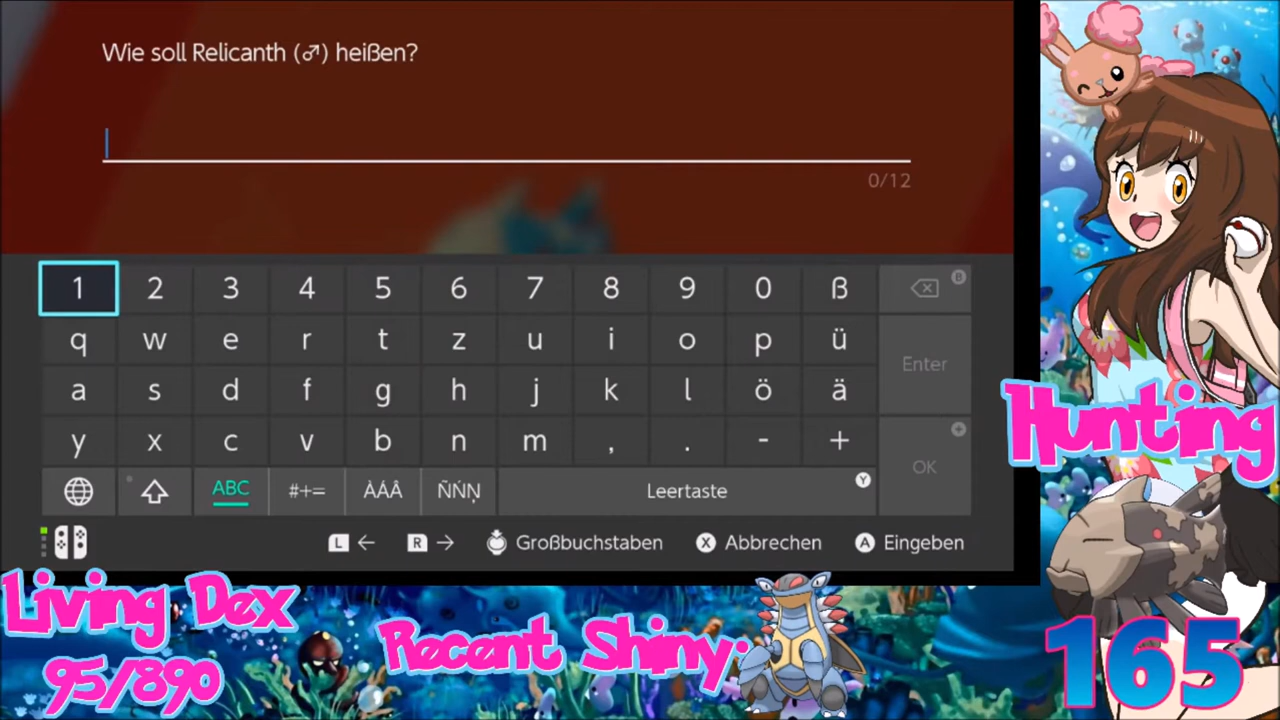 Wie soll Relicanth (♂) heißen?
0/12
1 2 3 4 5 6 7 8 9 0 ß
q w e r t z u i o p ü
Enter
a s d f g h j k l ö ä
y x c v b n m , . - +
OK
ABC #+= ÀÁÂ ÑŃŅ Leertaste Y
L ← R → Großbuchstaben X Abbrechen A Eingeben
Hunting
165
Living Dex
95/890
Recent Shiny: